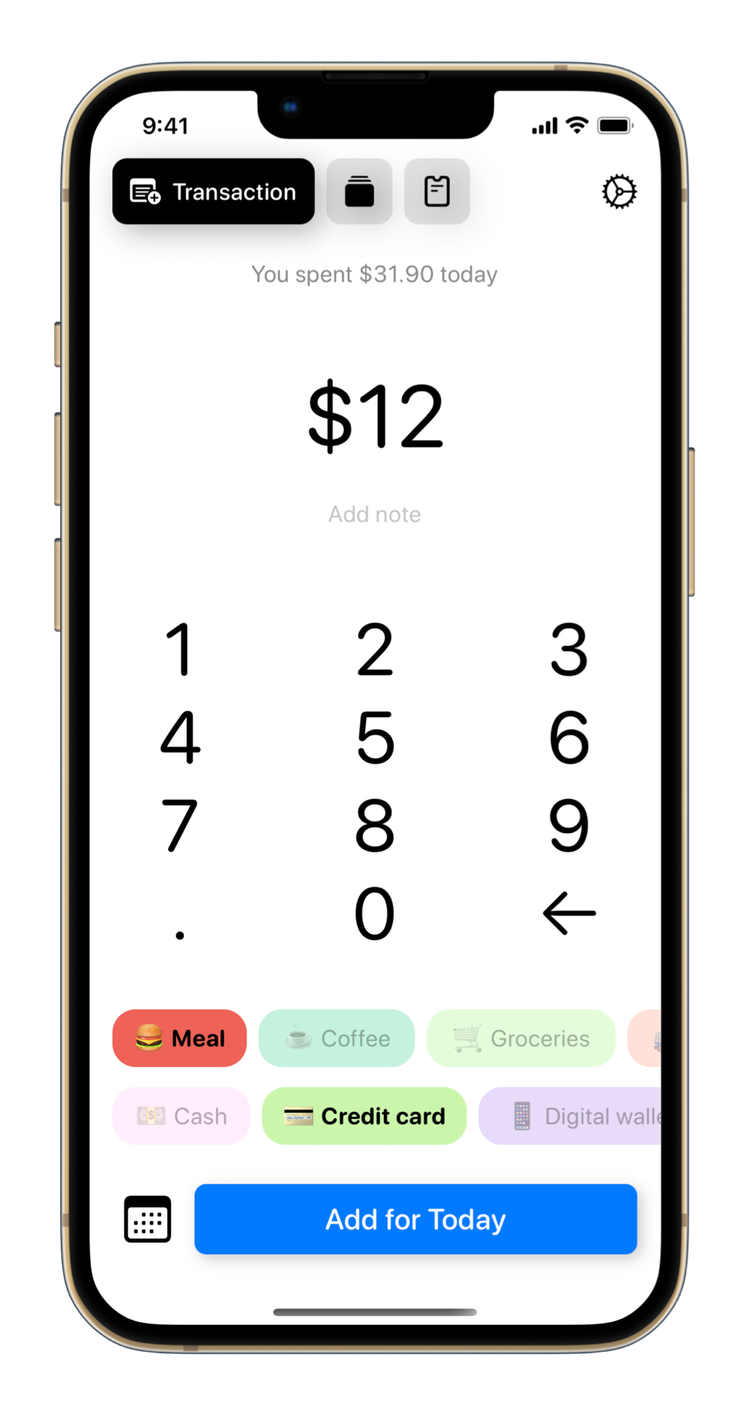 9:41
Transaction
You spent $31.90 today
$12
Add note
1 2 3
4 5 6
7 8 9
. 0 ←
Meal Coffee Groceries
Cash Credit card Digital walle
Add for Today